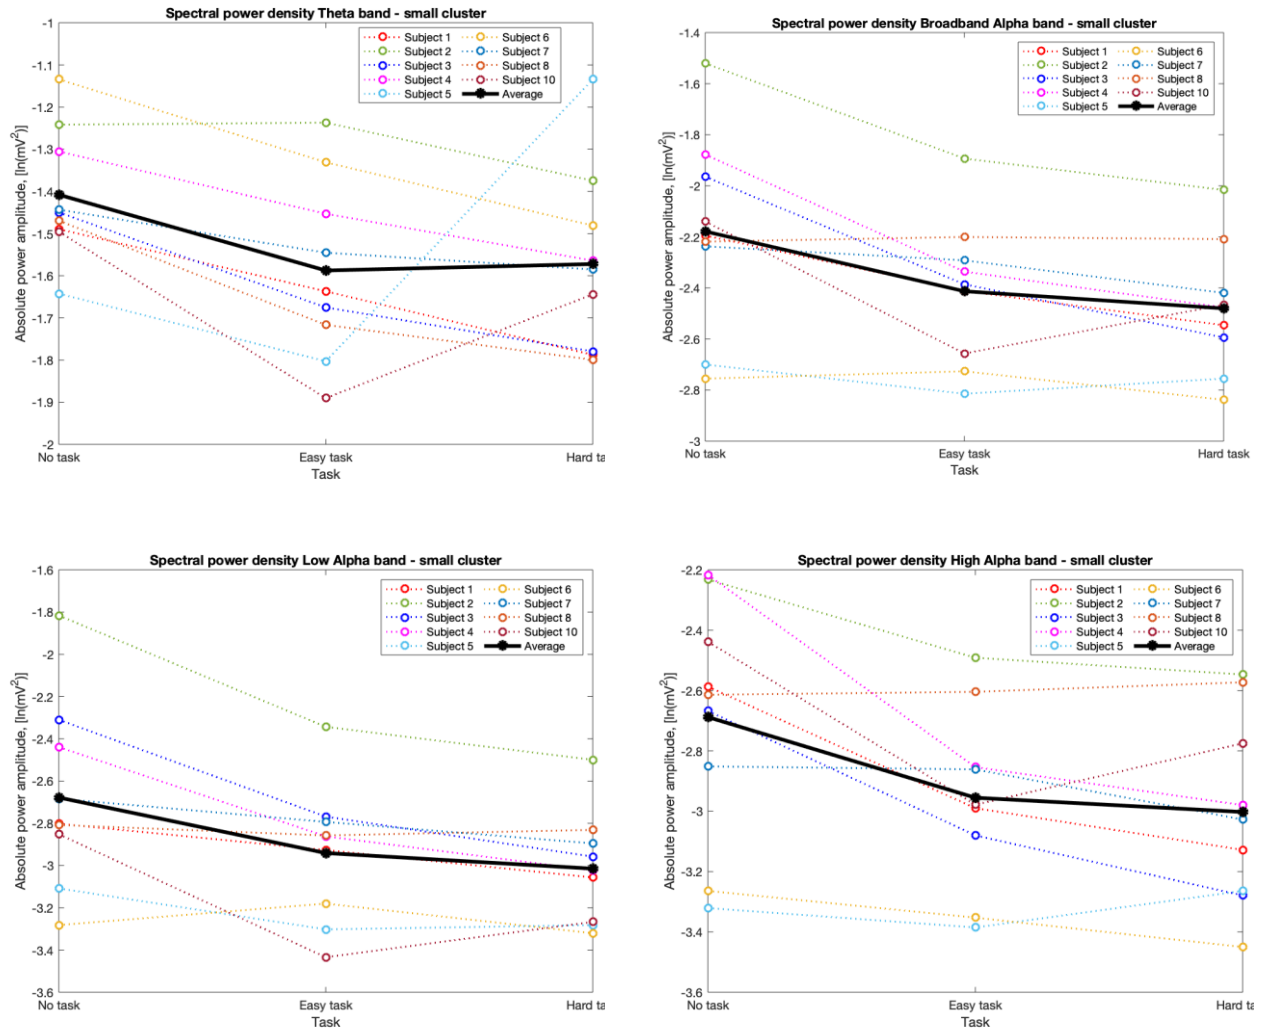 Spectral power density Theta band - small cluster
-1
-1.1
-1.2
-1.3
-1.4
-1.5
-1.6
-1.7
-1.8
-1.9
-2
Absolute power amplitude, [ln(mV²)]
Subject 1
Subject 2
Subject 3
Subject 4
Subject 5
Subject 6
Subject 7
Subject 8
Subject 10
Average
No task
Easy task
Hard ta
Task
Spectral power density Broadband Alpha band - small cluster
-1.4
-1.6
-1.8
-2
-2.2
-2.4
-2.6
-2.8
-3
Absolute power amplitude, [ln(mV²)]
Subject 1
Subject 2
Subject 3
Subject 4
Subject 5
Subject 6
Subject 7
Subject 8
Subject 10
Average
No task
Easy task
Hard task
Task
Spectral power density Low Alpha band - small cluster
-1.6
-1.8
-2
-2.2
-2.4
-2.6
-2.8
-3
-3.2
-3.4
-3.6
Absolute power amplitude, [ln(mV²)]
Subject 1
Subject 2
Subject 3
Subject 4
Subject 5
Subject 6
Subject 7
Subject 8
Subject 10
Average
No task
Easy task
Hard ta
Task
Spectral power density High Alpha band - small cluster
-2.2
-2.4
-2.6
-2.8
-3
-3.2
-3.4
-3.6
Absolute power amplitude, [ln(mV²)]
Subject 1
Subject 2
Subject 3
Subject 4
Subject 5
Subject 6
Subject 7
Subject 8
Subject 10
Average
No task
Easy task
Hard ta
Task